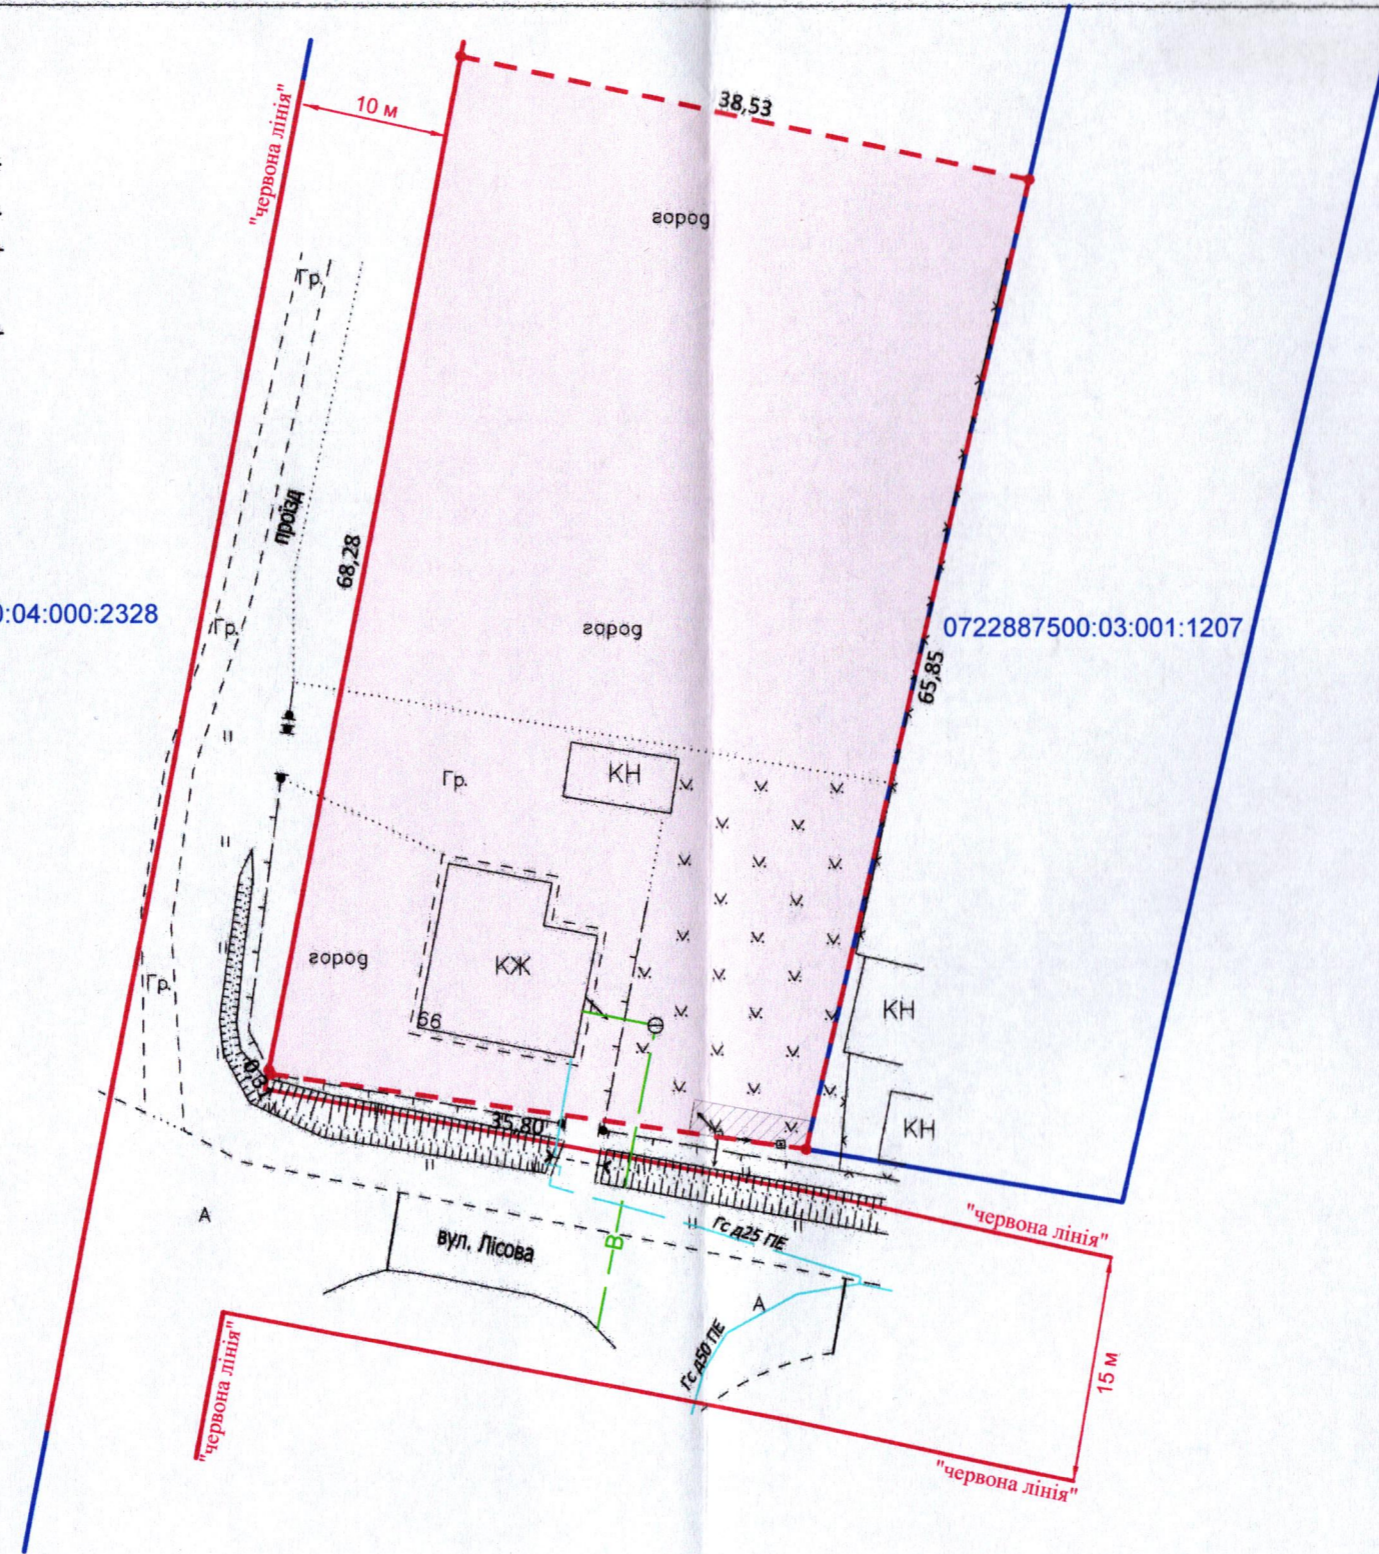 "червона лінія"
10 м
38,53
город
Гр.
проїзд
68,28
0:04:000:2328
Гр.
город
0722887500:03:001:1207
65,85
КН
Гр.
город
КЖ
66
Гр.
КН
КН
35,80
"червона лінія"
А
вул. Лісова
В
Гс д25 ПЕ
А
Гс д50 ПЕ
15 м
"червона лінія"
"червона лінія"